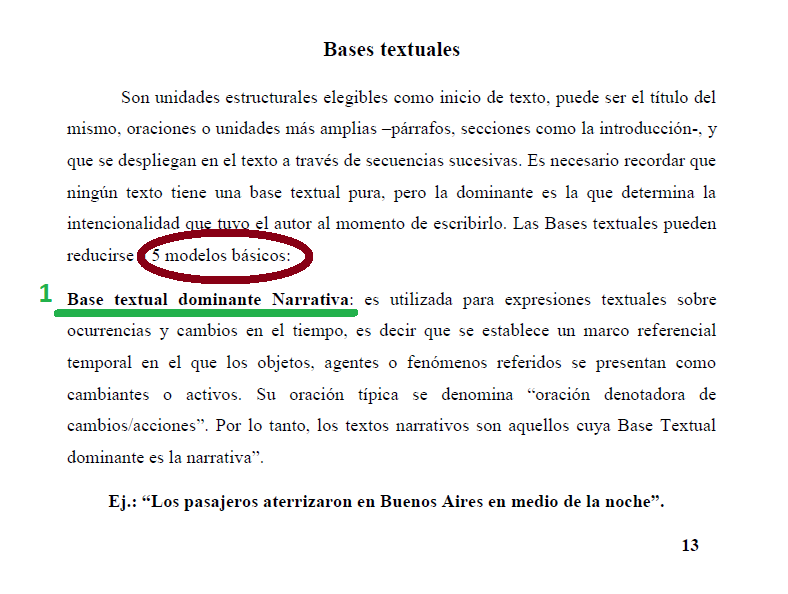 Bases textuales
Son unidades estructurales elegibles como inicio de texto, puede ser el título del
mismo, oraciones o unidades más amplias –párrafos, secciones como la introducción-, y
que se despliegan en el texto a través de secuencias sucesivas. Es necesario recordar que
ningún texto tiene una base textual pura, pero la dominante es la que determina la
intencionalidad que tuvo el autor al momento de escribirlo. Las Bases textuales pueden
reducirse 5 modelos básicos:
1 Base textual dominante Narrativa: es utilizada para expresiones textuales sobre
ocurrencias y cambios en el tiempo, es decir que se establece un marco referencial
temporal en el que los objetos, agentes o fenómenos referidos se presentan como
cambiantes o activos. Su oración típica se denomina “oración denotadora de
cambios/acciones”. Por lo tanto, los textos narrativos son aquellos cuya Base Textual
dominante es la narrativa”.
Ej.: “Los pasajeros aterrizaron en Buenos Aires en medio de la noche”.
13